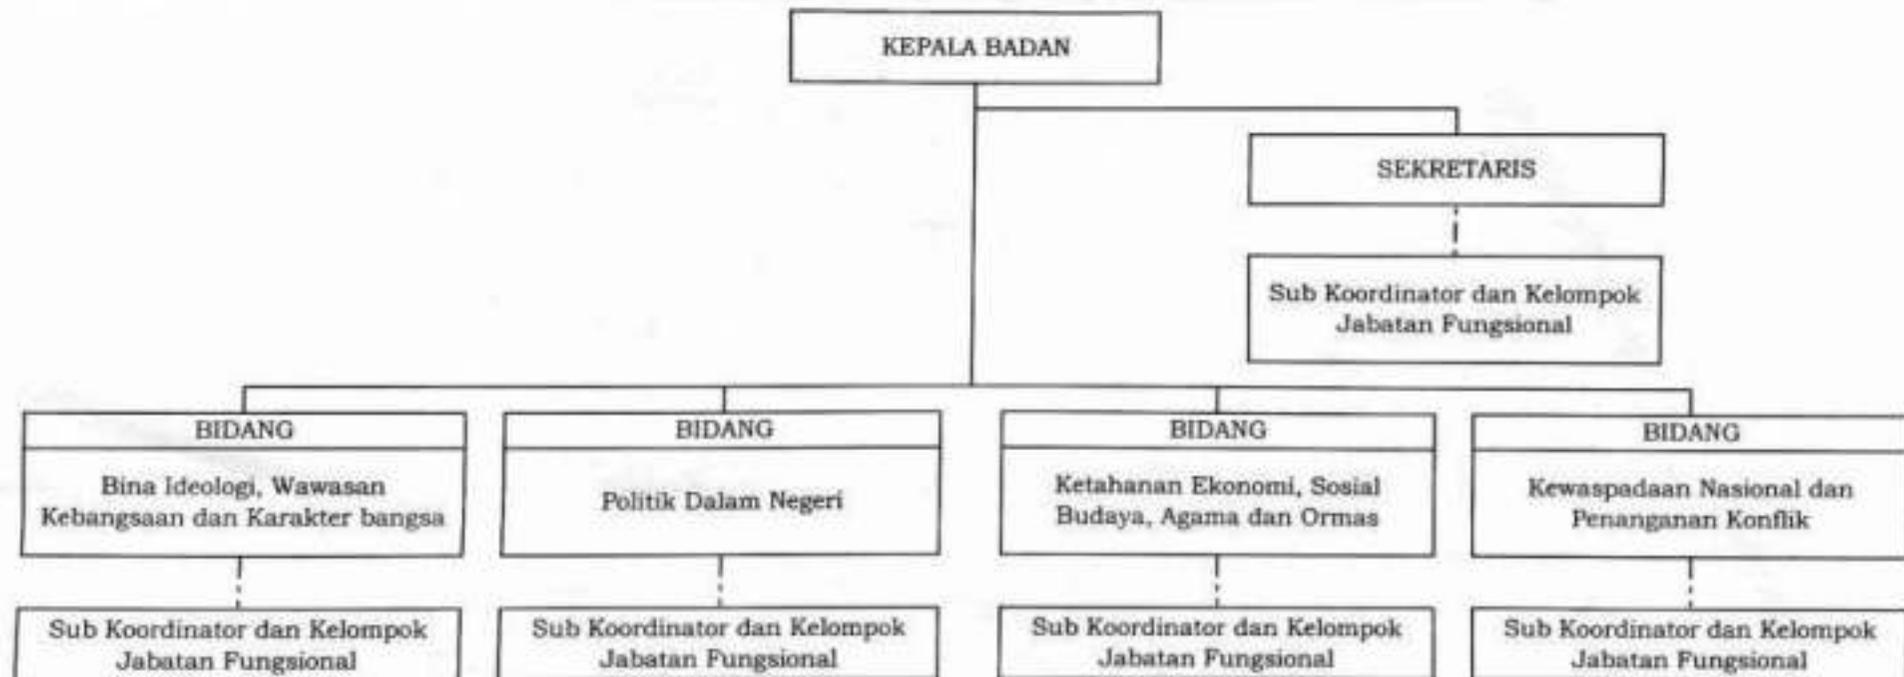 KEPALA BADAN
SEKRETARIS
Sub Koordinator dan Kelompok
Jabatan Fungsional
BIDANG
Bina Ideologi, Wawasan
Kebangsaan dan Karakter bangsa
Sub Koordinator dan Kelompok
Jabatan Fungsional
BIDANG
Politik Dalam Negeri
Sub Koordinator dan Kelompok
Jabatan Fungsional
BIDANG
Ketahanan Ekonomi, Sosial
Budaya, Agama dan Ormas
Sub Koordinator dan Kelompok
Jabatan Fungsional
BIDANG
Kewaspadaan Nasional dan
Penanganan Konflik
Sub Koordinator dan Kelompok
Jabatan Fungsional